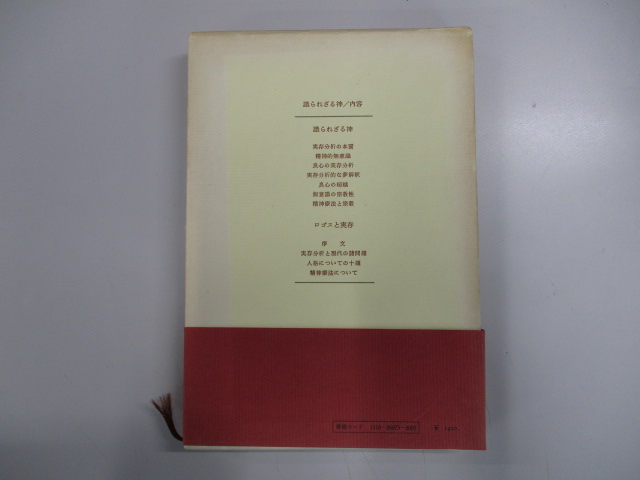 識られざる神／内容
識られざる神
実存分析の本質
精神的無意識
良心の実存分析
実存分析的な夢解釈
良心の超越
無意識の宗教性
精神療法と宗教
ロゴスと実存
序　文
実存分析と現代の諸問題
人格についての十題
精神療法について
書籍コード